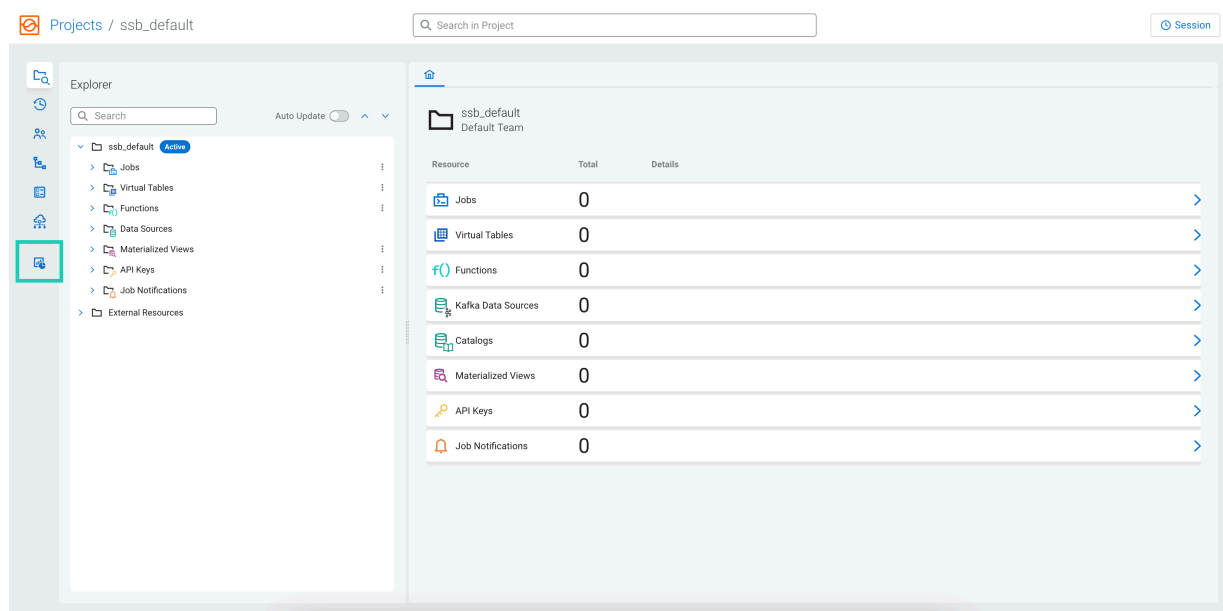 Projects / ssb_default
Search in Project
Session
Explorer
Search
Auto Update
ssb_default Active
Jobs
Virtual Tables
Functions
Data Sources
Materialized Views
API Keys
Job Notifications
External Resources
ssb_default
Default Team
Resource Total Details
Jobs 0
Virtual Tables 0
f() Functions 0
Kafka Data Sources 0
Catalogs 0
Materialized Views 0
API Keys 0
Job Notifications 0